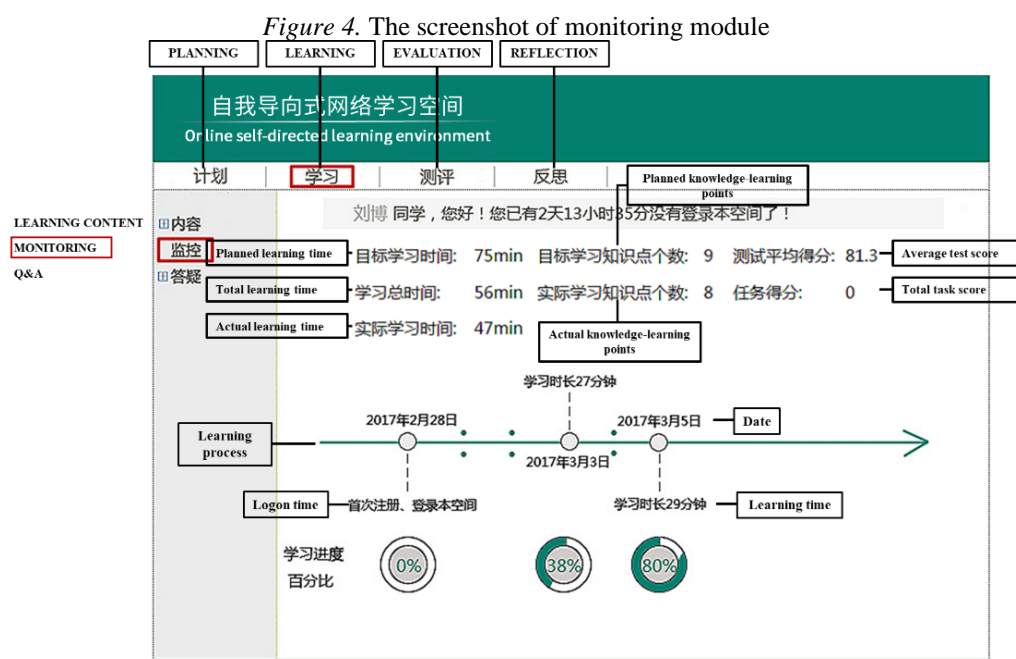 Figure 4. The screenshot of monitoring module
PLANNING LEARNING EVALUATION REFLECTION
自我导向式网络学习空间
Online self-directed learning environment
计划 学习 测评 反思
Planned knowledge-learning
points
刘博 同学，您好！您已有2天13小时35分没有登录本空间了！
LEARNING CONTENT 内容
MONITORING 监控 Planned learning time 目标学习时间: 75min 目标学习知识点个数: 9 测试平均得分: 81.3 Average test score
Q&A 答疑
Total learning time 学习总时间: 56min 实际学习知识点个数: 8 任务得分: 0 Total task score
Actual learning time 实际学习时间: 47min
Actual knowledge-learning
points
学习时长27分钟
2017年2月28日 2017年3月5日 Date
Learning
process
2017年3月3日
Logon time 首次注册、登录本空间 学习时长29分钟 Learning time
学习进度
百分比
0% 38% 80%